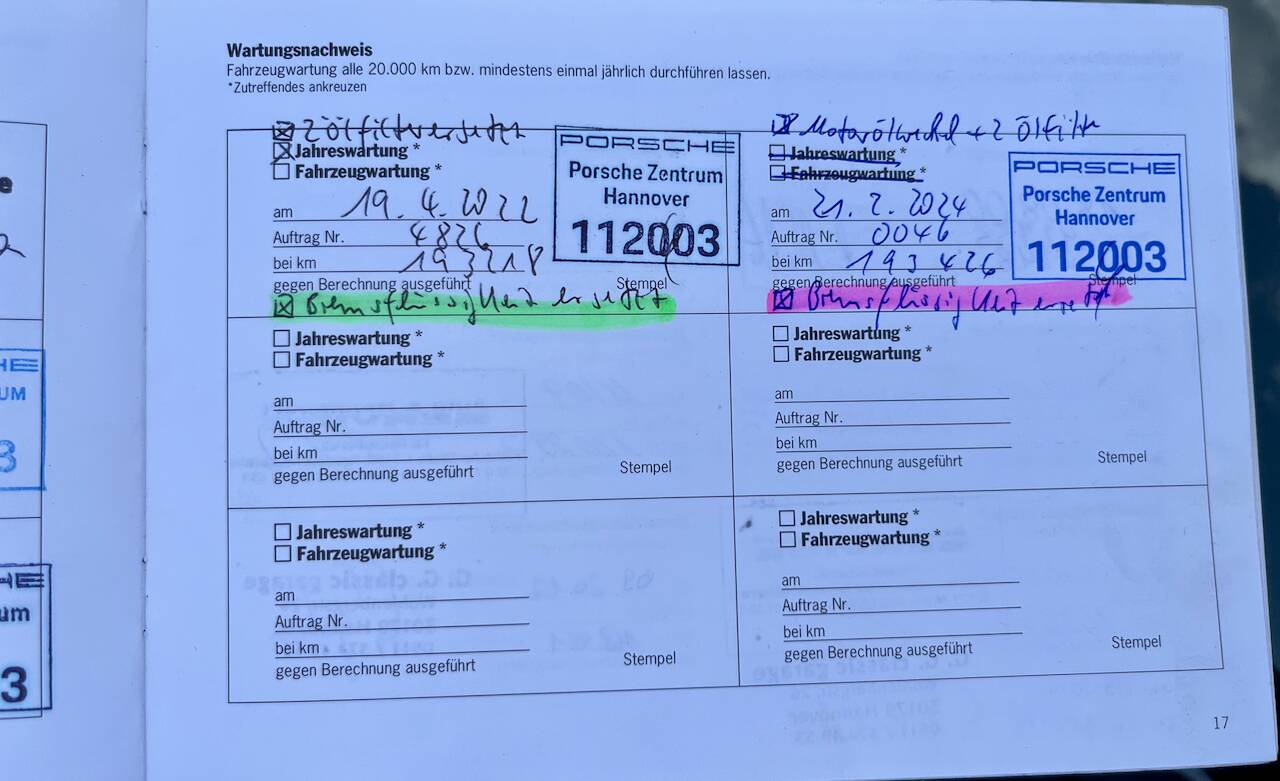 Wartungsnachweis
Fahrzeugwartung alle 20.000 km bzw. mindestens einmal jährlich durchführen lassen.
*Zutreffendes ankreuzen
2 Ölfilter ersetzt
Jahreswartung *
Fahrzeugwartung *
am 19.4.2022
Auftrag Nr. 4826
bei km 193218
gegen Berechnung ausgeführt
Stempel
PORSCHE
Porsche Zentrum
Hannover
112003
Bremsflüssigkeit ersetzt
Motorölwechsel + 2 Ölfilter
Jahreswartung *
Fahrzeugwartung *
am 21.2.2024
Auftrag Nr. 0046
bei km 193426
gegen Berechnung ausgeführt
Stempel
PORSCHE
Porsche Zentrum
Hannover
112003
Bremsflüssigkeit ersetzt
Jahreswartung *
Fahrzeugwartung *
am
Auftrag Nr.
bei km
gegen Berechnung ausgeführt
Stempel
Jahreswartung *
Fahrzeugwartung *
am
Auftrag Nr.
bei km
gegen Berechnung ausgeführt
Stempel
Jahreswartung *
Fahrzeugwartung *
am
Auftrag Nr.
bei km
gegen Berechnung ausgeführt
Stempel
Jahreswartung *
Fahrzeugwartung *
am
Auftrag Nr.
bei km
gegen Berechnung ausgeführt
Stempel
17